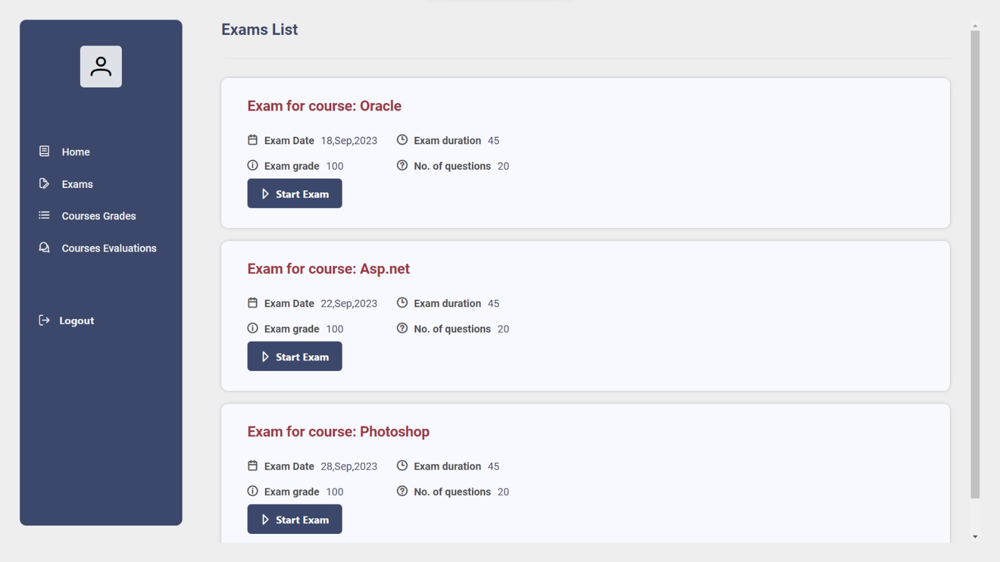 Home
Exams
Courses Grades
Courses Evaluations
Logout
Exams List
Exam for course: Oracle
Exam Date 18,Sep,2023 Exam duration 45
Exam grade 100 No. of questions 20
Start Exam
Exam for course: Asp.net
Exam Date 22,Sep,2023 Exam duration 45
Exam grade 100 No. of questions 20
Start Exam
Exam for course: Photoshop
Exam Date 28,Sep,2023 Exam duration 45
Exam grade 100 No. of questions 20
Start Exam